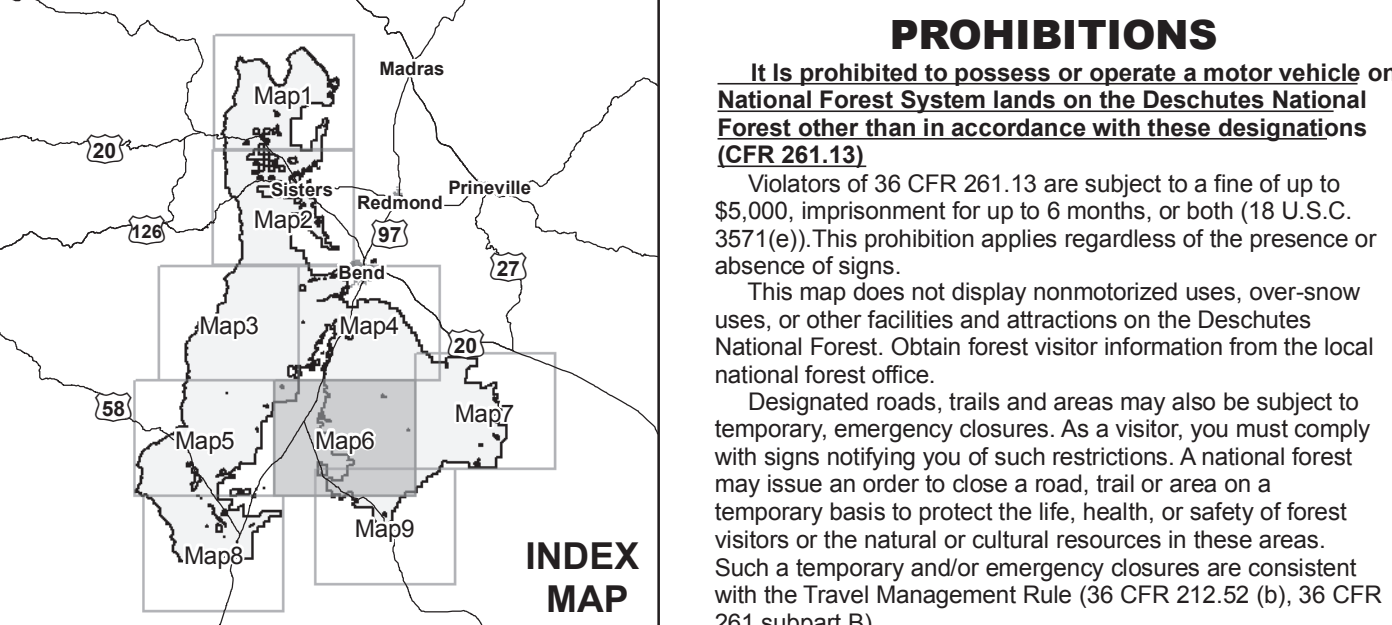 Madras
Map1
20
Sisters
Prineville
Redmond
Map2
126
97
27
Bend
Map3
Map4
20
58
Map5
Map6
Map7
Map9
Map8
INDEX
MAP
PROHIBITIONS
It Is prohibited to possess or operate a motor vehicle on
National Forest System lands on the Deschutes National
Forest other than in accordance with these designations
(CFR 261.13)
Violators of 36 CFR 261.13 are subject to a fine of up to
$5,000, imprisonment for up to 6 months, or both (18 U.S.C.
3571(e)).This prohibition applies regardless of the presence or
absence of signs.
This map does not display nonmotorized uses, over-snow
uses, or other facilities and attractions on the Deschutes
National Forest. Obtain forest visitor information from the local
national forest office.
Designated roads, trails and areas may also be subject to
temporary, emergency closures. As a visitor, you must comply
with signs notifying you of such restrictions. A national forest
may issue an order to close a road, trail or area on a
temporary basis to protect the life, health, or safety of forest
visitors or the natural or cultural resources in these areas.
Such a temporary and/or emergency closures are consistent
with the Travel Management Rule (36 CFR 212.52 (b), 36 CFR
261 subpart B)